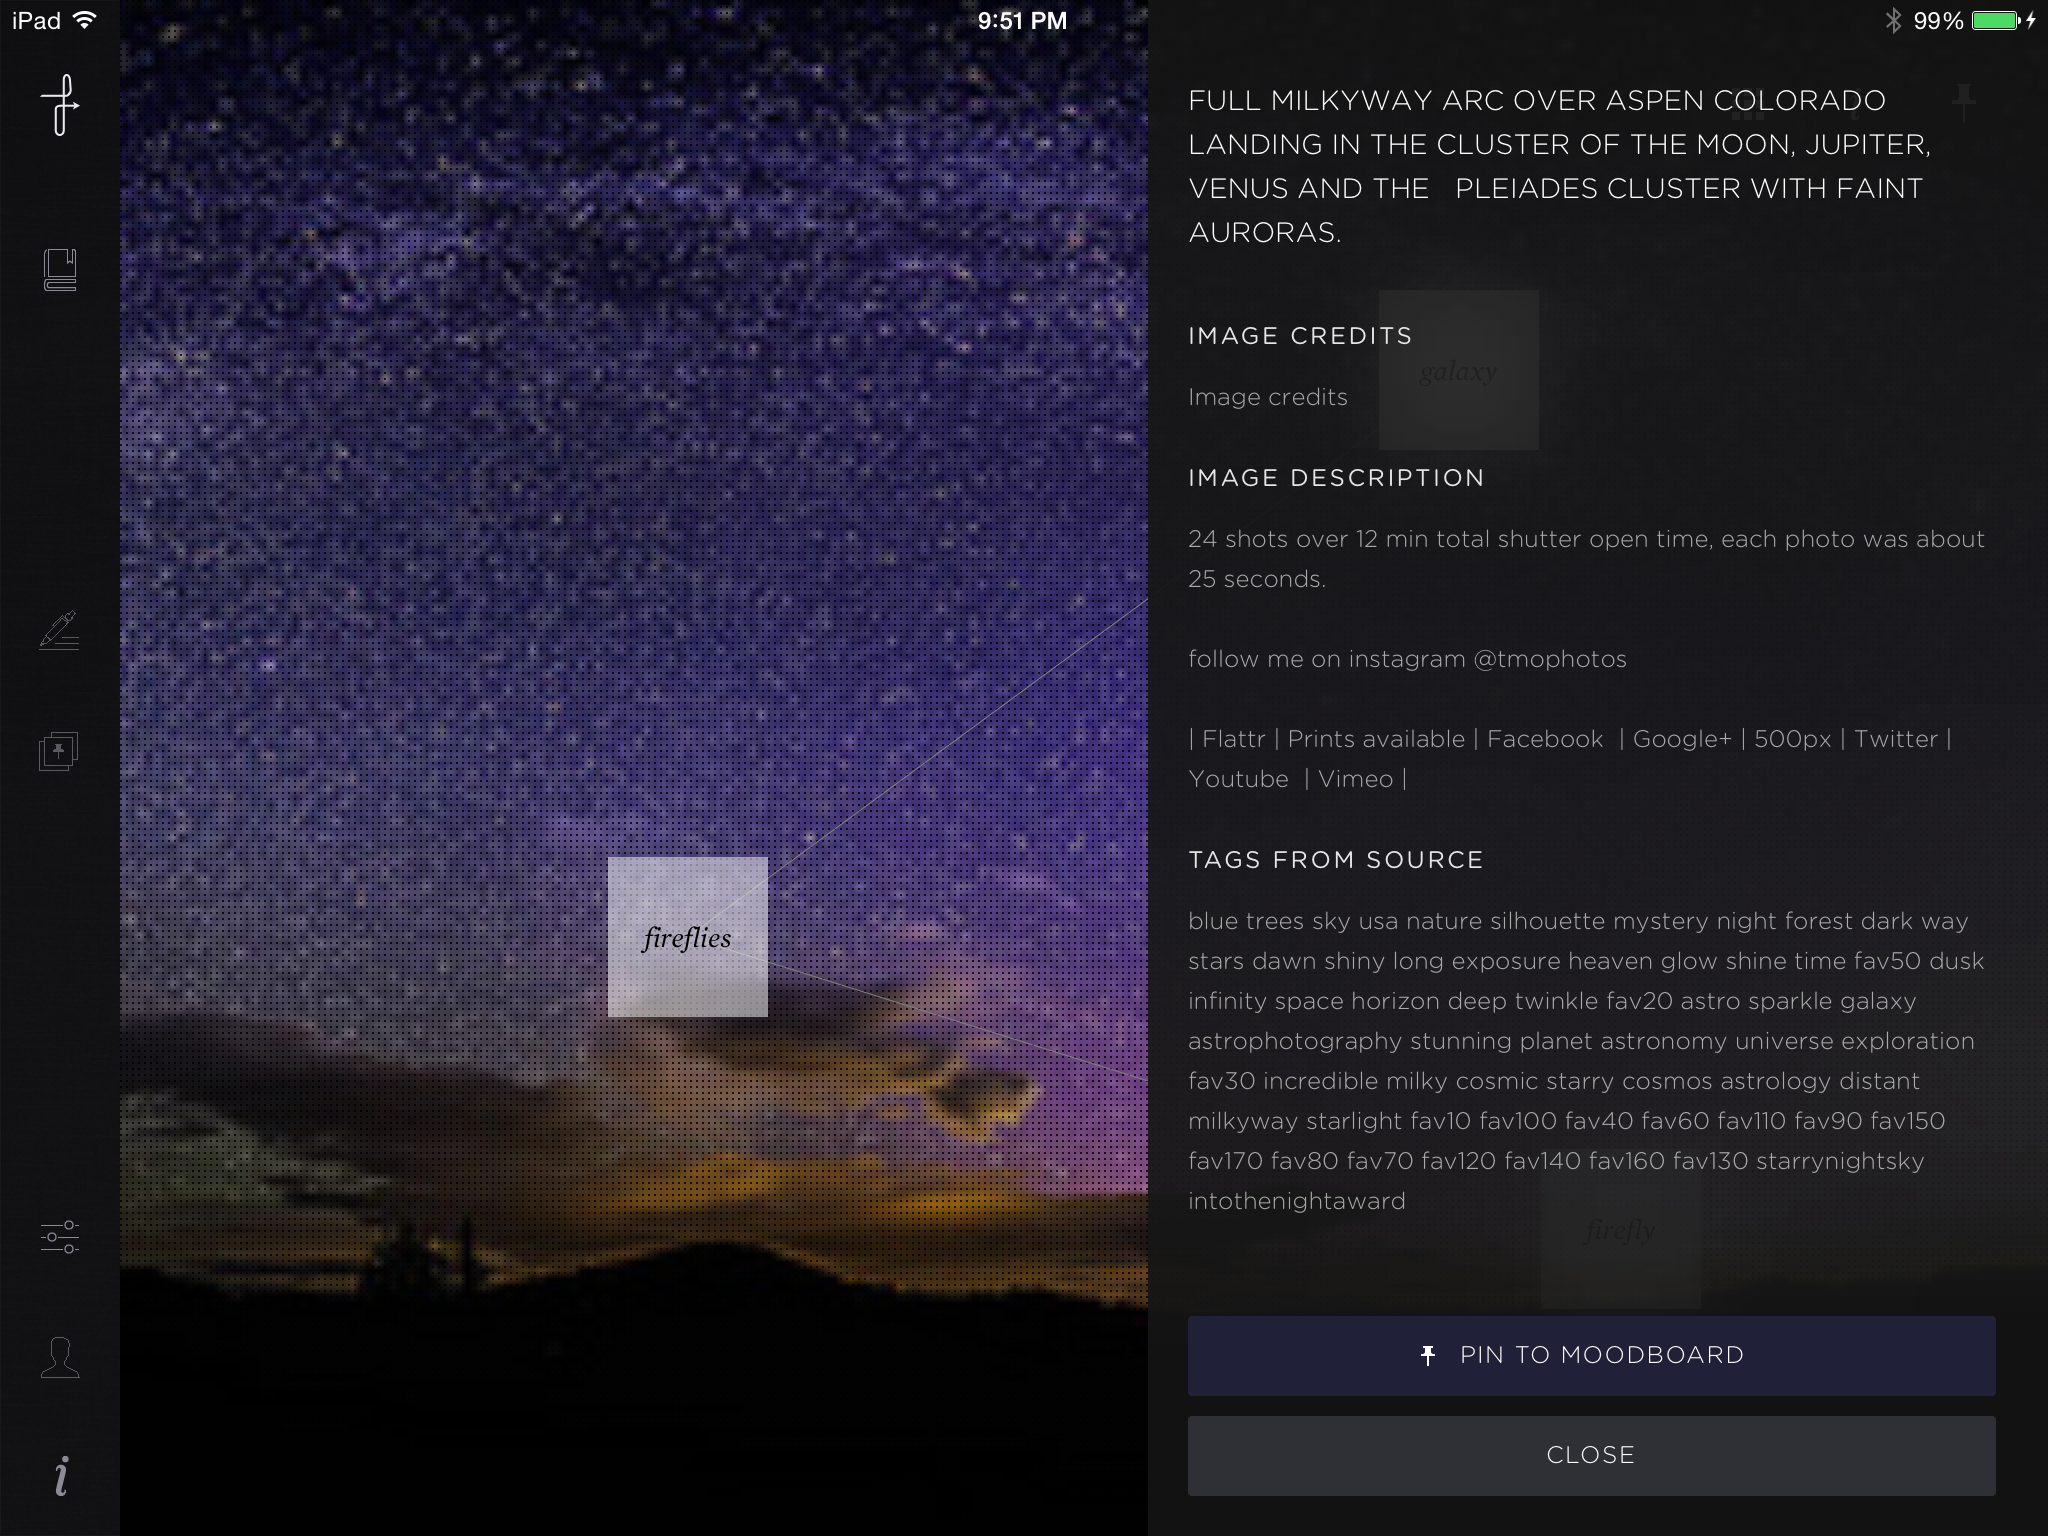 iPad
9:51 PM
99%
FULL MILKYWAY ARC OVER ASPEN COLORADO
LANDING IN THE CLUSTER OF THE MOON, JUPITER,
VENUS AND THE   PLEIADES CLUSTER WITH FAINT
AURORAS.
IMAGE CREDITS
galaxy
Image credits
IMAGE DESCRIPTION
24 shots over 12 min total shutter open time, each photo was about
25 seconds.
follow me on instagram @tmophotos
| Flattr | Prints available | Facebook  | Google+ | 500px | Twitter |
Youtube  | Vimeo |
TAGS FROM SOURCE
fireflies
blue trees sky usa nature silhouette mystery night forest dark way
stars dawn shiny long exposure heaven glow shine time fav50 dusk
infinity space horizon deep twinkle fav20 astro sparkle galaxy
astrophotography stunning planet astronomy universe exploration
fav30 incredible milky cosmic starry cosmos astrology distant
milkyway starlight fav10 fav100 fav40 fav60 fav110 fav90 fav150
fav170 fav80 fav70 fav120 fav140 fav160 fav130 starrynightsky
intothenightaward
firefly
PIN TO MOODBOARD
CLOSE
i